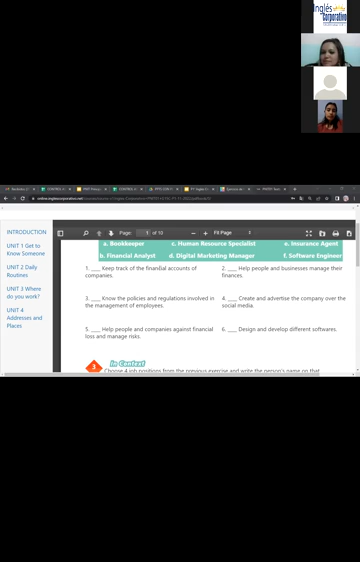 Inglés
Corporativo
Page: 1 of 10
Fit Page
INTRODUCTION
UNIT 1 Get to
Know Someone
UNIT 2 Daily
Routines
UNIT 3 Where
do you work?
UNIT 4
Addresses and
Places
a. Bookkeeper
c. Human Resourse Specialist
e. Insurance Agent
b. Financial Analyst
d. Digital Marketing Manager
f. Software Engineer
1. ___ Keep track of the financial accounts of
companies.
2. ___ Help people and businesses manage their
finances.
3. ___ Know the policies and regulations involved in
the management of employees.
4. ___ Create and advertise the company over the
social media.
5. ___ Help people and companies against financial
loss and manage risks.
6. ___ Design and develop different softwares.
3
In Context
Choose 4 job positions from the previous exercise and write the person's name on that